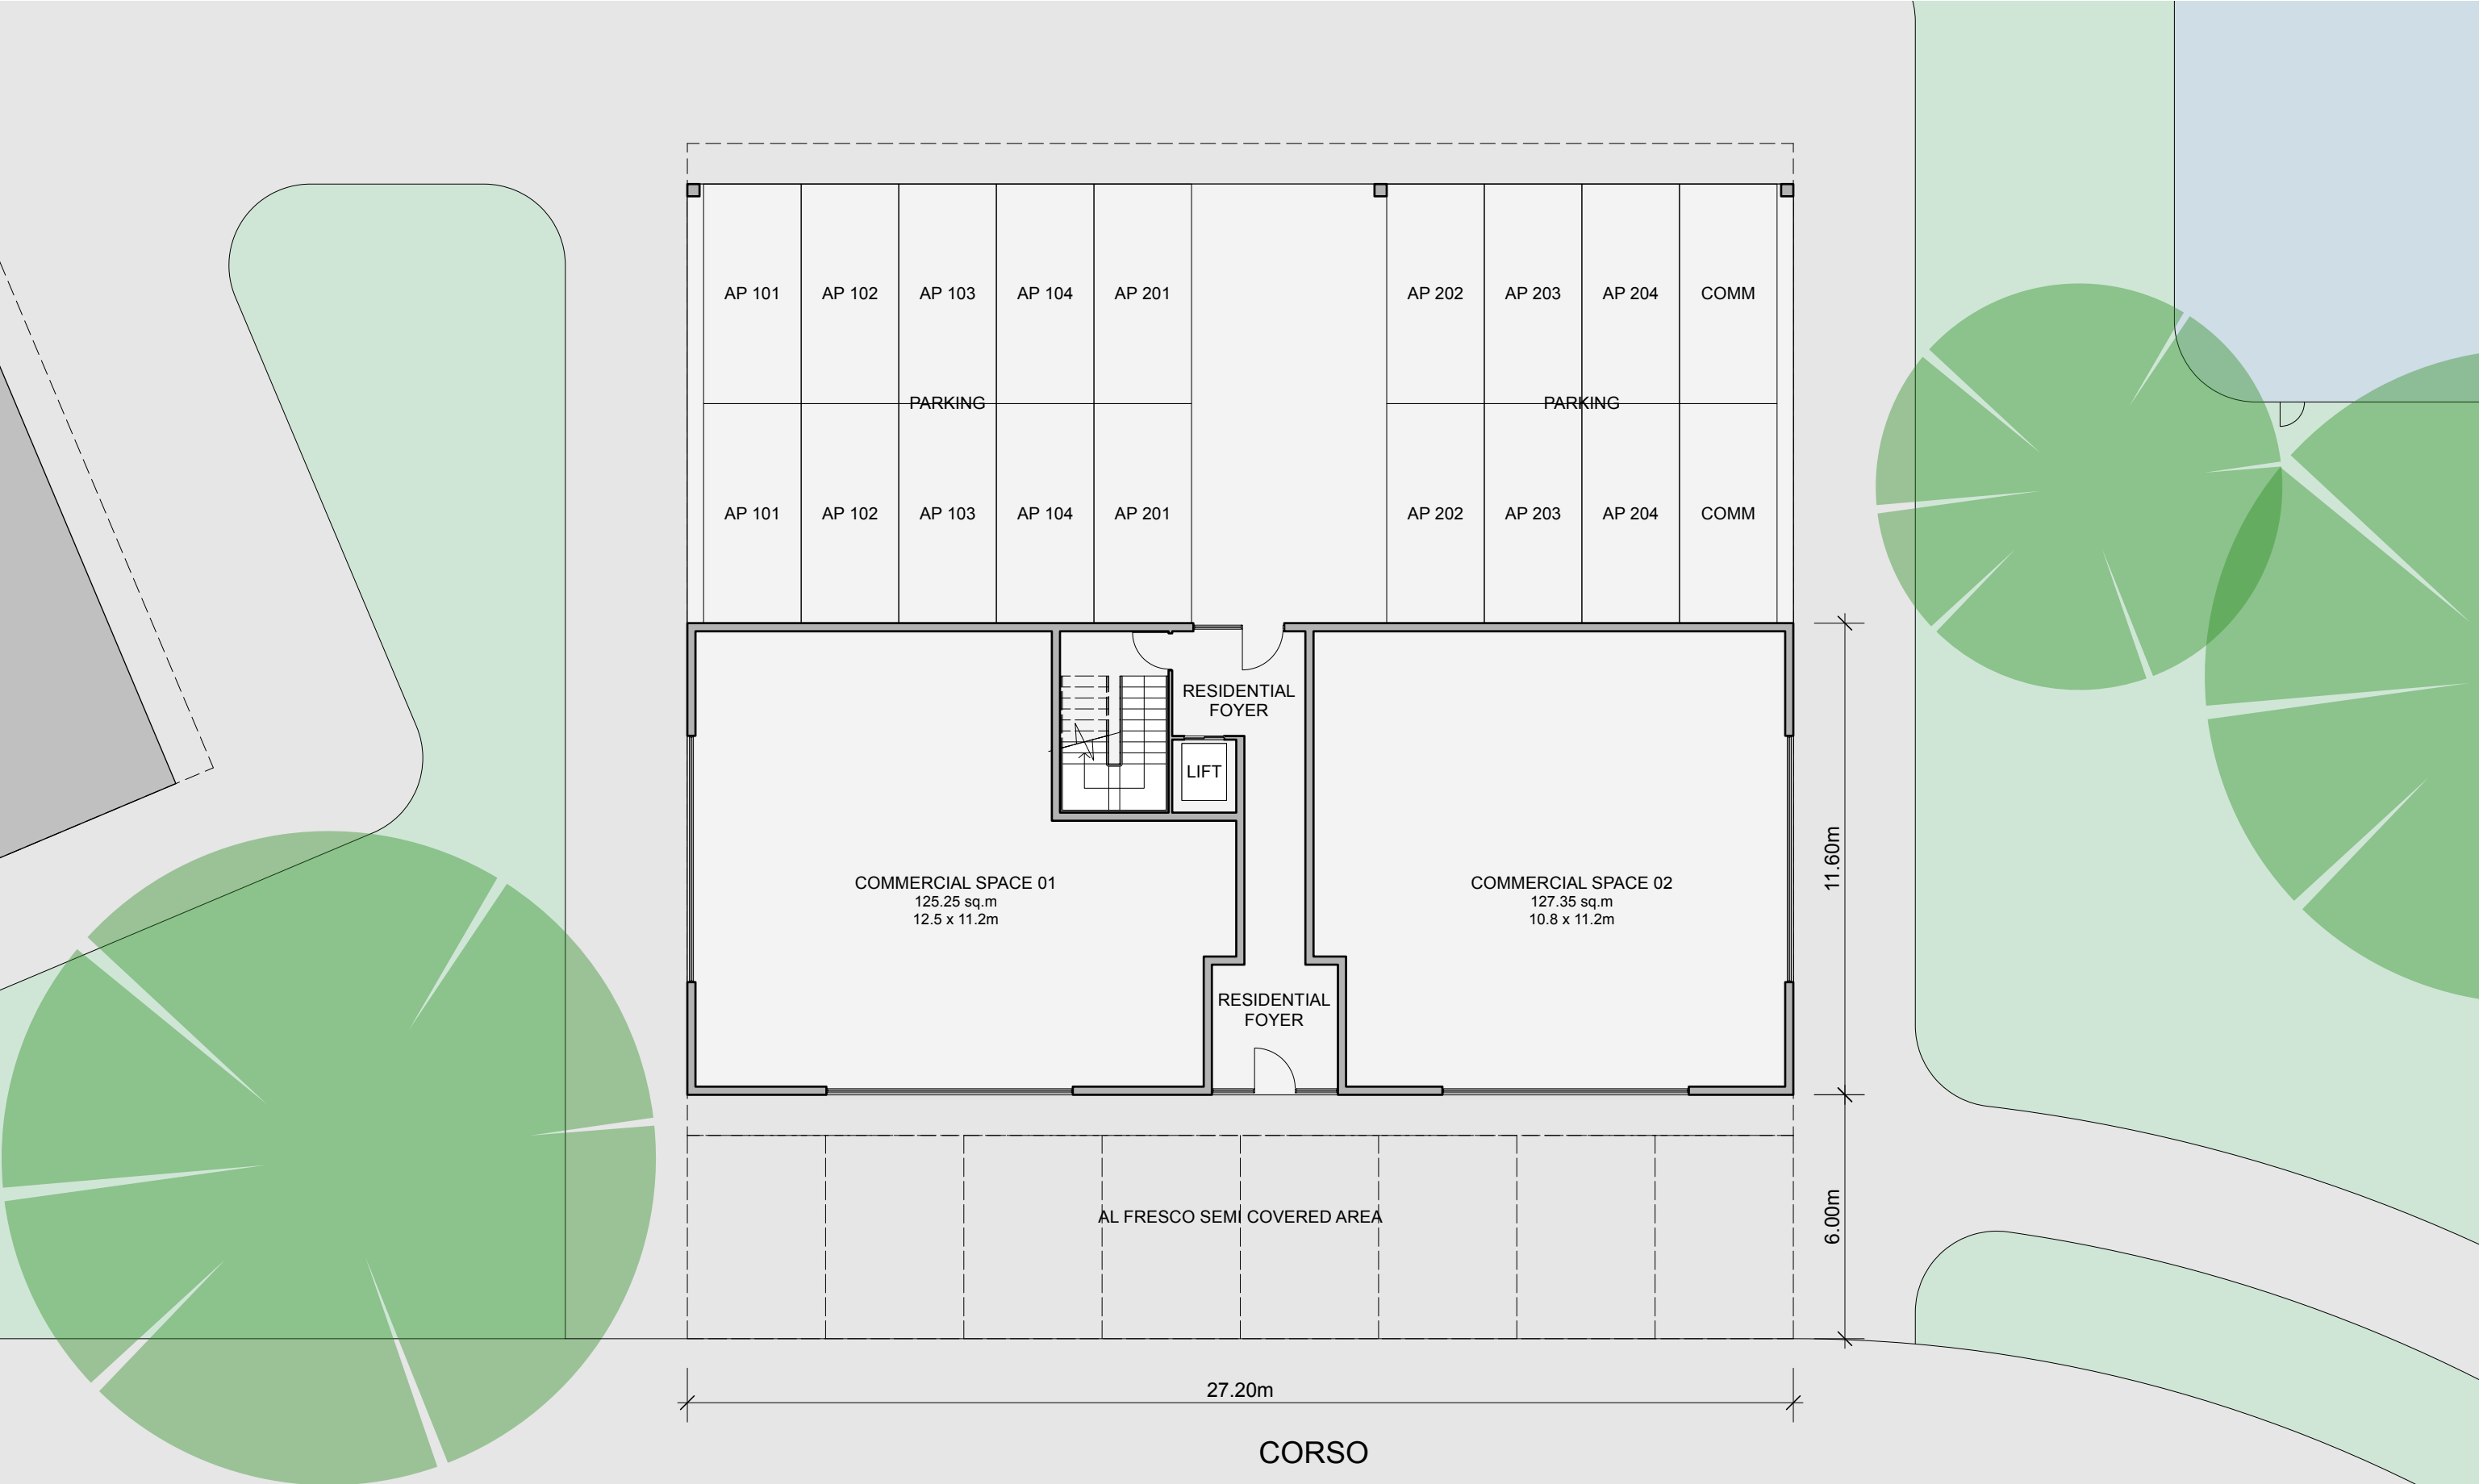 AP 101 AP 102 AP 103 AP 104 AP 201 AP 202 AP 203 AP 204 COMM
PARKING PARKING
AP 101 AP 102 AP 103 AP 104 AP 201 AP 202 AP 203 AP 204 COMM
RESIDENTIAL
FOYER
LIFT
COMMERCIAL SPACE 01
125.25 sq.m
12.5 x 11.2m
COMMERCIAL SPACE 02
127.35 sq.m
10.8 x 11.2m
11.60m
RESIDENTIAL
FOYER
AL FRESCO SEMI COVERED AREA
6.00m
27.20m
CORSO